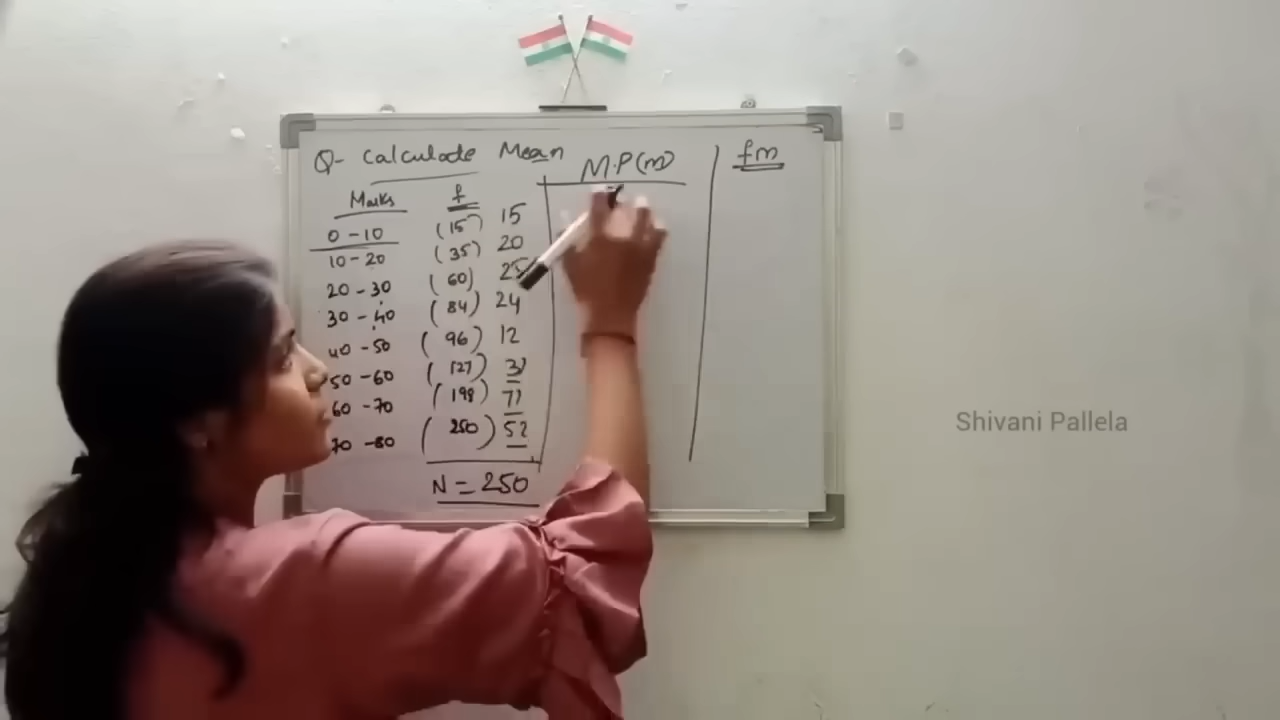 Q- Calculate Mean
M.P(m)
fm
Marks f
0-10 (15) 15
10-20 (35) 20
20-30 (60) 25
30-40 (84) 24
40-50 (96) 12
50-60 (127) 31
60-70 (198) 71
70-80 (250) 52
N=250
Shivani Pallela